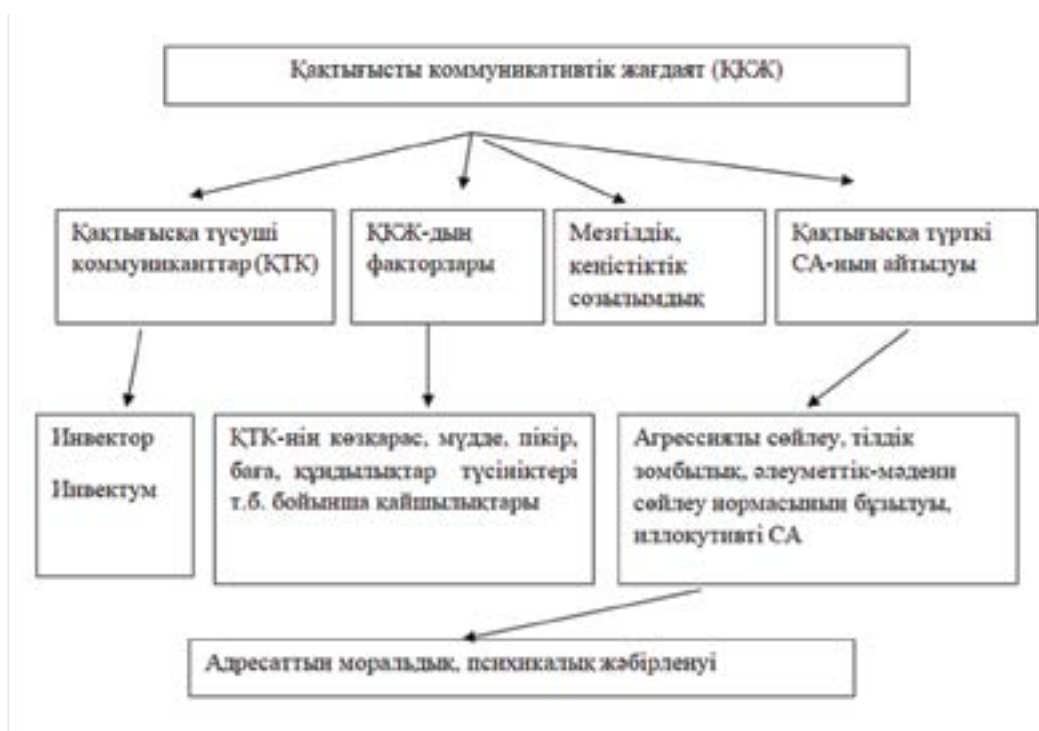 Қақтығысты коммуникативтік жағдаят (ҚКЖ)
Қақтығысқа түсуші
коммуниканттар (ҚТК)
ҚКЖ-дың
факторлары
Мезгілдік,
кеністіктік
созылымдық
Қақтығысқа түрткі
СА-ның айтылуы
Инвектор
Инвектум
ҚТК-нің көзқарас, мүдде, пікір,
баға, құндылықтар түсініктері
т.б. бойынша қайшылықтары
Агрессиялы сөйлеу, тілдік
зомбылық, әлеуметтік-мәдени
сөйлеу нормасының бұзылуы,
иллокутивті СА
Адресаттың моральдық, психикалық жәбірленуі